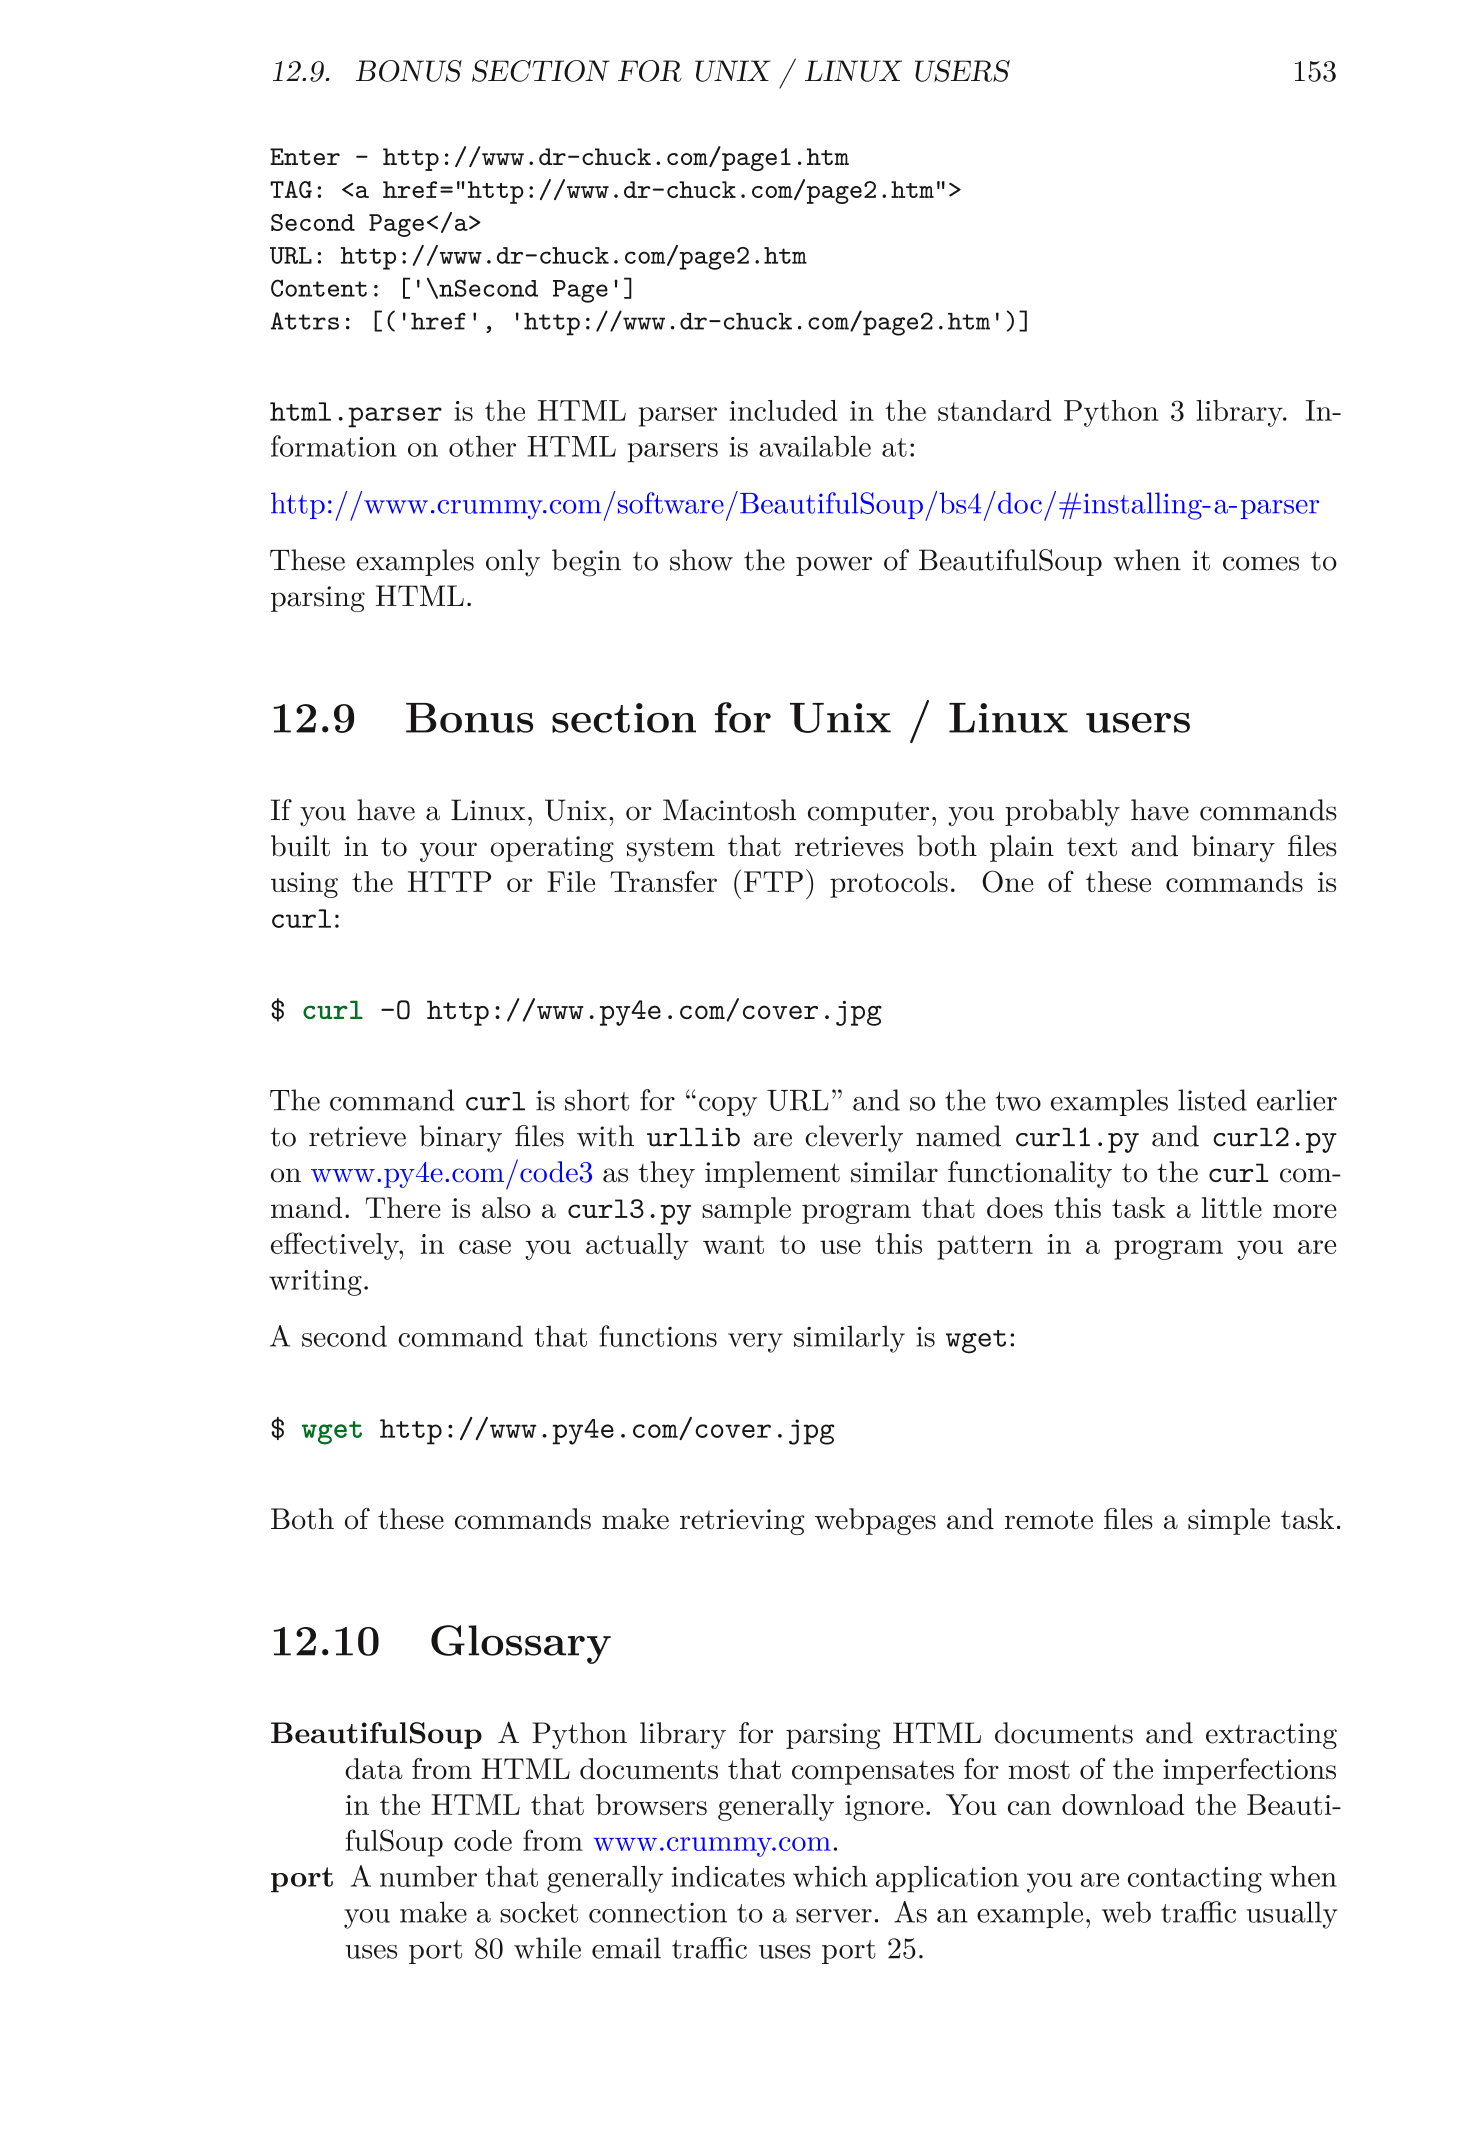 12.9. BONUS SECTION FOR UNIX / LINUX USERS 153
Enter - http://www.dr-chuck.com/page1.htm
TAG: <a href="http://www.dr-chuck.com/page2.htm">
Second Page</a>
URL: http://www.dr-chuck.com/page2.htm
Content: ['\nSecond Page']
Attrs: [('href', 'http://www.dr-chuck.com/page2.htm')]
html.parser is the HTML parser included in the standard Python 3 library. In-
formation on other HTML parsers is available at:
http://www.crummy.com/software/BeautifulSoup/bs4/doc/#installing-a-parser
These examples only begin to show the power of BeautifulSoup when it comes to
parsing HTML.
12.9 Bonus section for Unix / Linux users
If you have a Linux, Unix, or Macintosh computer, you probably have commands
built in to your operating system that retrieves both plain text and binary files
using the HTTP or File Transfer (FTP) protocols. One of these commands is
curl:
$ curl -O http://www.py4e.com/cover.jpg
The command curl is short for “copy URL” and so the two examples listed earlier
to retrieve binary files with urllib are cleverly named curl1.py and curl2.py
on www.py4e.com/code3 as they implement similar functionality to the curl com-
mand. There is also a curl3.py sample program that does this task a little more
effectively, in case you actually want to use this pattern in a program you are
writing.
A second command that functions very similarly is wget:
$ wget http://www.py4e.com/cover.jpg
Both of these commands make retrieving webpages and remote files a simple task.
12.10 Glossary
BeautifulSoup A Python library for parsing HTML documents and extracting
data from HTML documents that compensates for most of the imperfections
in the HTML that browsers generally ignore. You can download the Beauti-
fulSoup code from www.crummy.com.
port A number that generally indicates which application you are contacting when
you make a socket connection to a server. As an example, web traffic usually
uses port 80 while email traffic uses port 25.